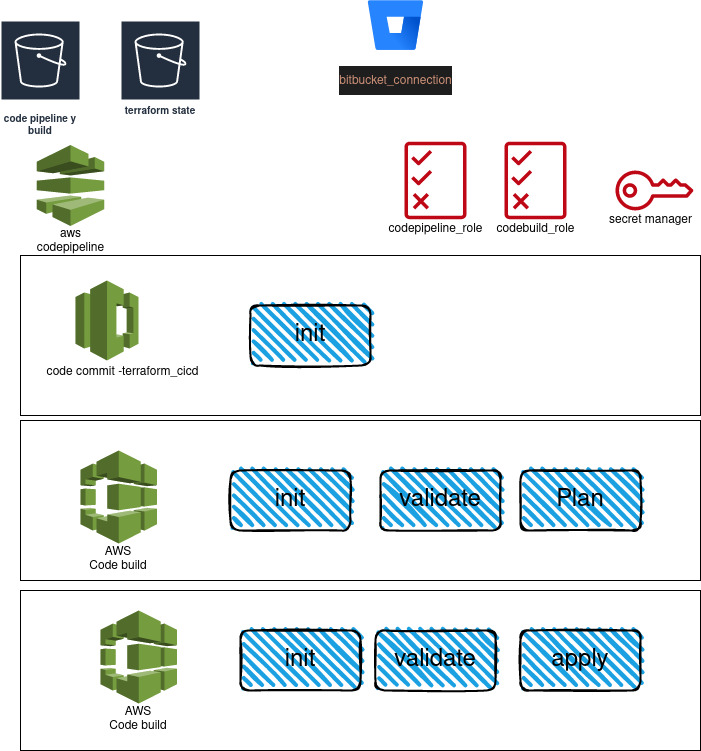 bitbucket_connection
code pipeline y
build
terraform state
aws
codepipeline
codepipeline_role
codebuild_role
secret manager
code commit -terraform_cicd
init
AWS
Code build
init
validate
Plan
AWS
Code build
init
validate
apply